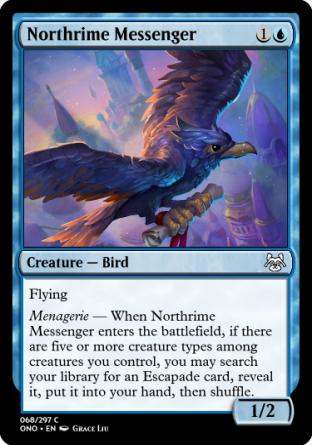 Northrime Messenger 1
Creature — Bird
Flying
Menagerie — When Northrime
Messenger enters the battlefield, if there
are five or more creature types among
creatures you control, you may search
your library for an Escapade card, reveal
it, put it into your hand, then shuffle.
1/2
068/297 C
ONO • EN Grace Liu